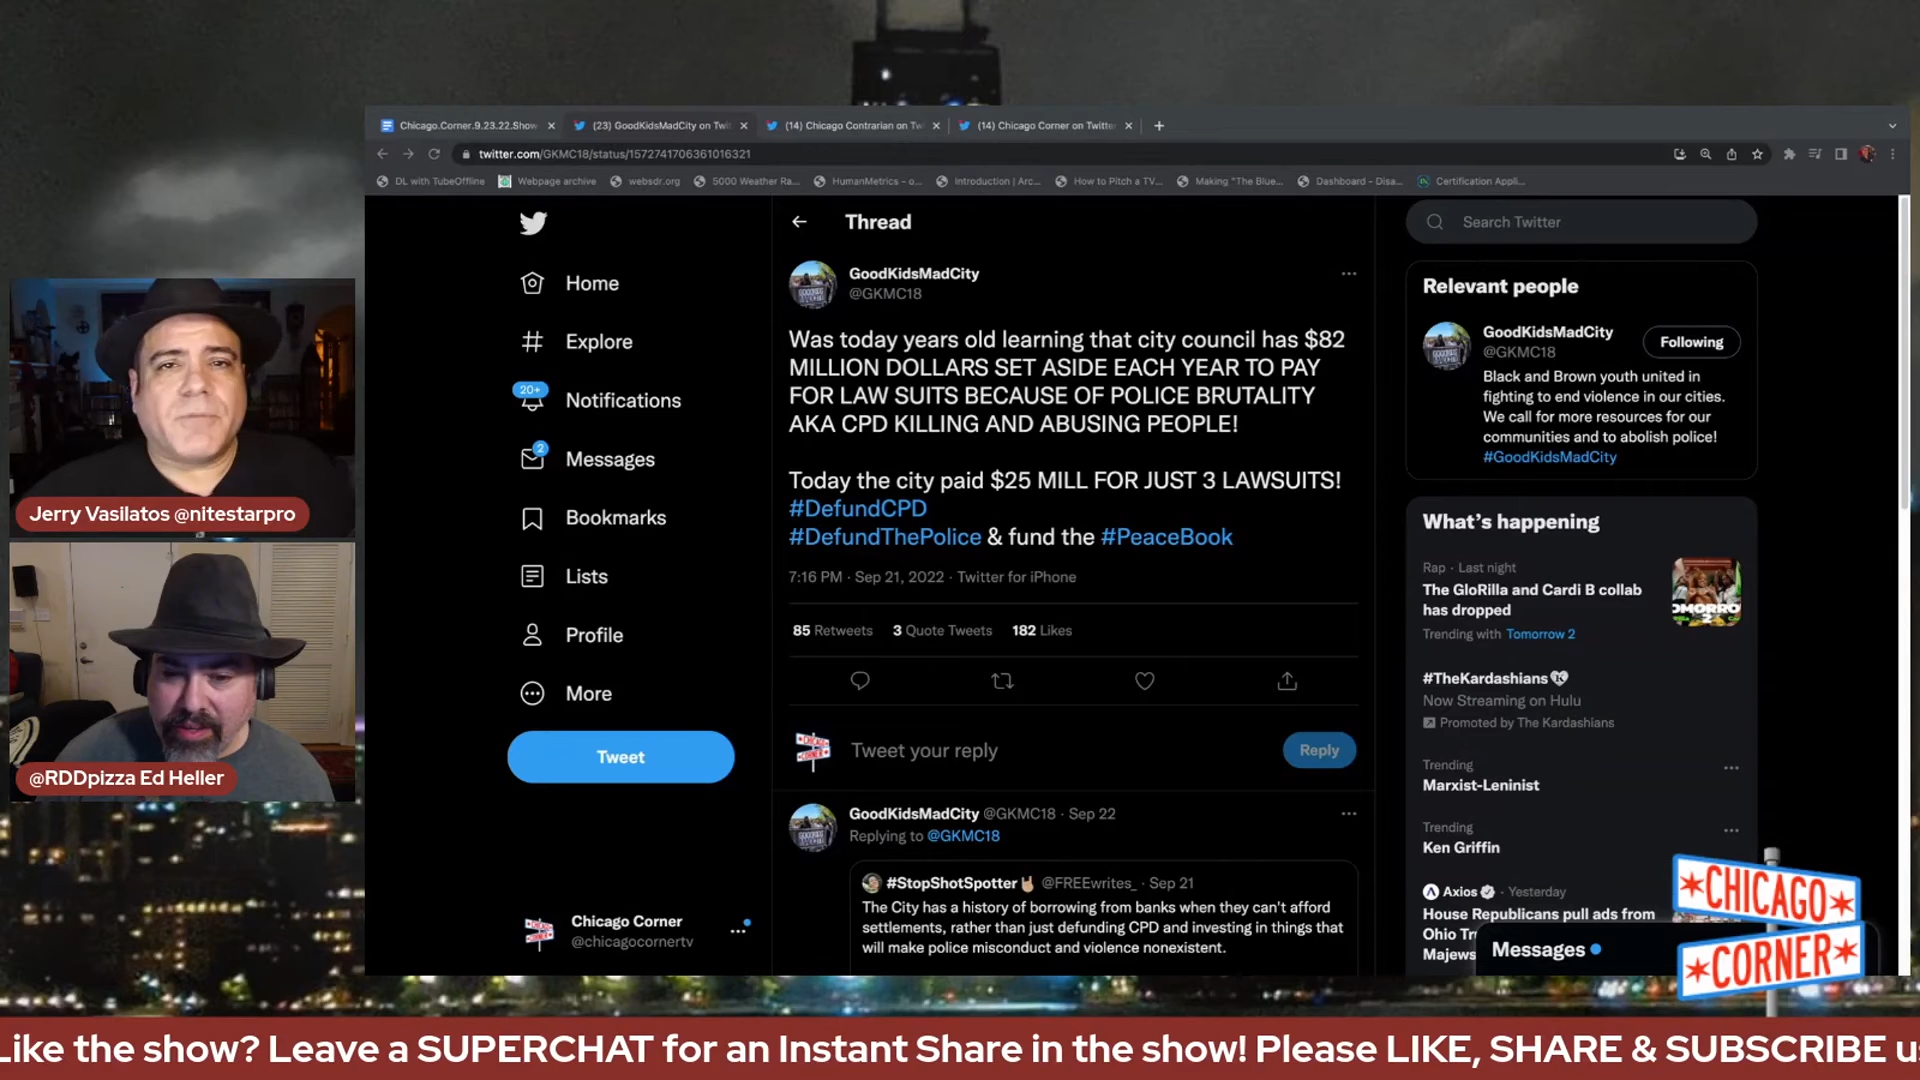 Chicago.Corner.9.23.22.Show
(23) GoodKidsMadCity on Twi
(14) Chicago Contrarian on Tw
(14) Chicago Corner on Twitter
twitter.com/GKMC18/status/1572741706361016321
DL with TubeOffline
Webpage archive
websdr.org
5000 Weather Ra...
HumanMetrics - o...
Introduction | Arc...
How to Pitch a TV...
Making "The Blue...
Dashboard - Disa...
Certification Appli...
Home
Explore
20+
Notifications
2
Messages
Bookmarks
Lists
Profile
More
Tweet
Chicago Corner
@chicagocornertv
Thread
GoodKidsMadCity
@GKMC18
Was today years old learning that city council has $82
MILLION DOLLARS SET ASIDE EACH YEAR TO PAY
FOR LAW SUITS BECAUSE OF POLICE BRUTALITY
AKA CPD KILLING AND ABUSING PEOPLE!
Today the city paid $25 MILL FOR JUST 3 LAWSUITS!
#DefundCPD
#DefundThePolice & fund the #PeaceBook
7:16 PM · Sep 21, 2022 · Twitter for iPhone
85 Retweets 3 Quote Tweets 182 Likes
Tweet your reply
Reply
GoodKidsMadCity @GKMC18 · Sep 22
Replying to @GKMC18
#StopShotSpotter @FREEwrites_ · Sep 21
The City has a history of borrowing from banks when they can't afford
settlements, rather than just defunding CPD and investing in things that
will make police misconduct and violence nonexistent.
Search Twitter
Relevant people
GoodKidsMadCity
@GKMC18
Following
Black and Brown youth united in
fighting to end violence in our cities.
We call for more resources for our
communities and to abolish police!
#GoodKidsMadCity
What's happening
Rap · Last night
The GloRilla and Cardi B collab
has dropped
Trending with Tomorrow 2
#TheKardashians
Now Streaming on Hulu
Promoted by The Kardashians
Trending
Marxist-Leninist
Trending
Ken Griffin
Axios · Yesterday
House Republicans pull ads from
Ohio Tr
Majews
Messages
Jerry Vasilatos @nitestarpro
@RDDpizza Ed Heller
CHICAGO
CORNER
Like the show? Leave a SUPERCHAT for an Instant Share in the show! Please LIKE, SHARE & SUBSCRIBE us